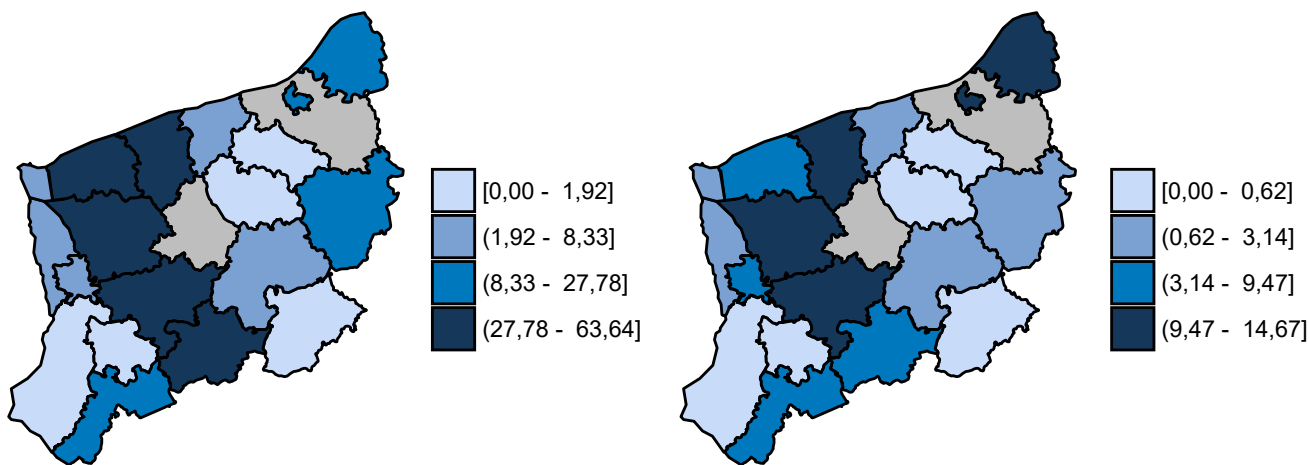 [0,00 - 1,92]
(1,92 - 8,33]
(8,33 - 27,78]
(27,78 - 63,64]
[0,00 - 0,62]
(0,62 - 3,14]
(3,14 - 9,47]
(9,47 - 14,67]